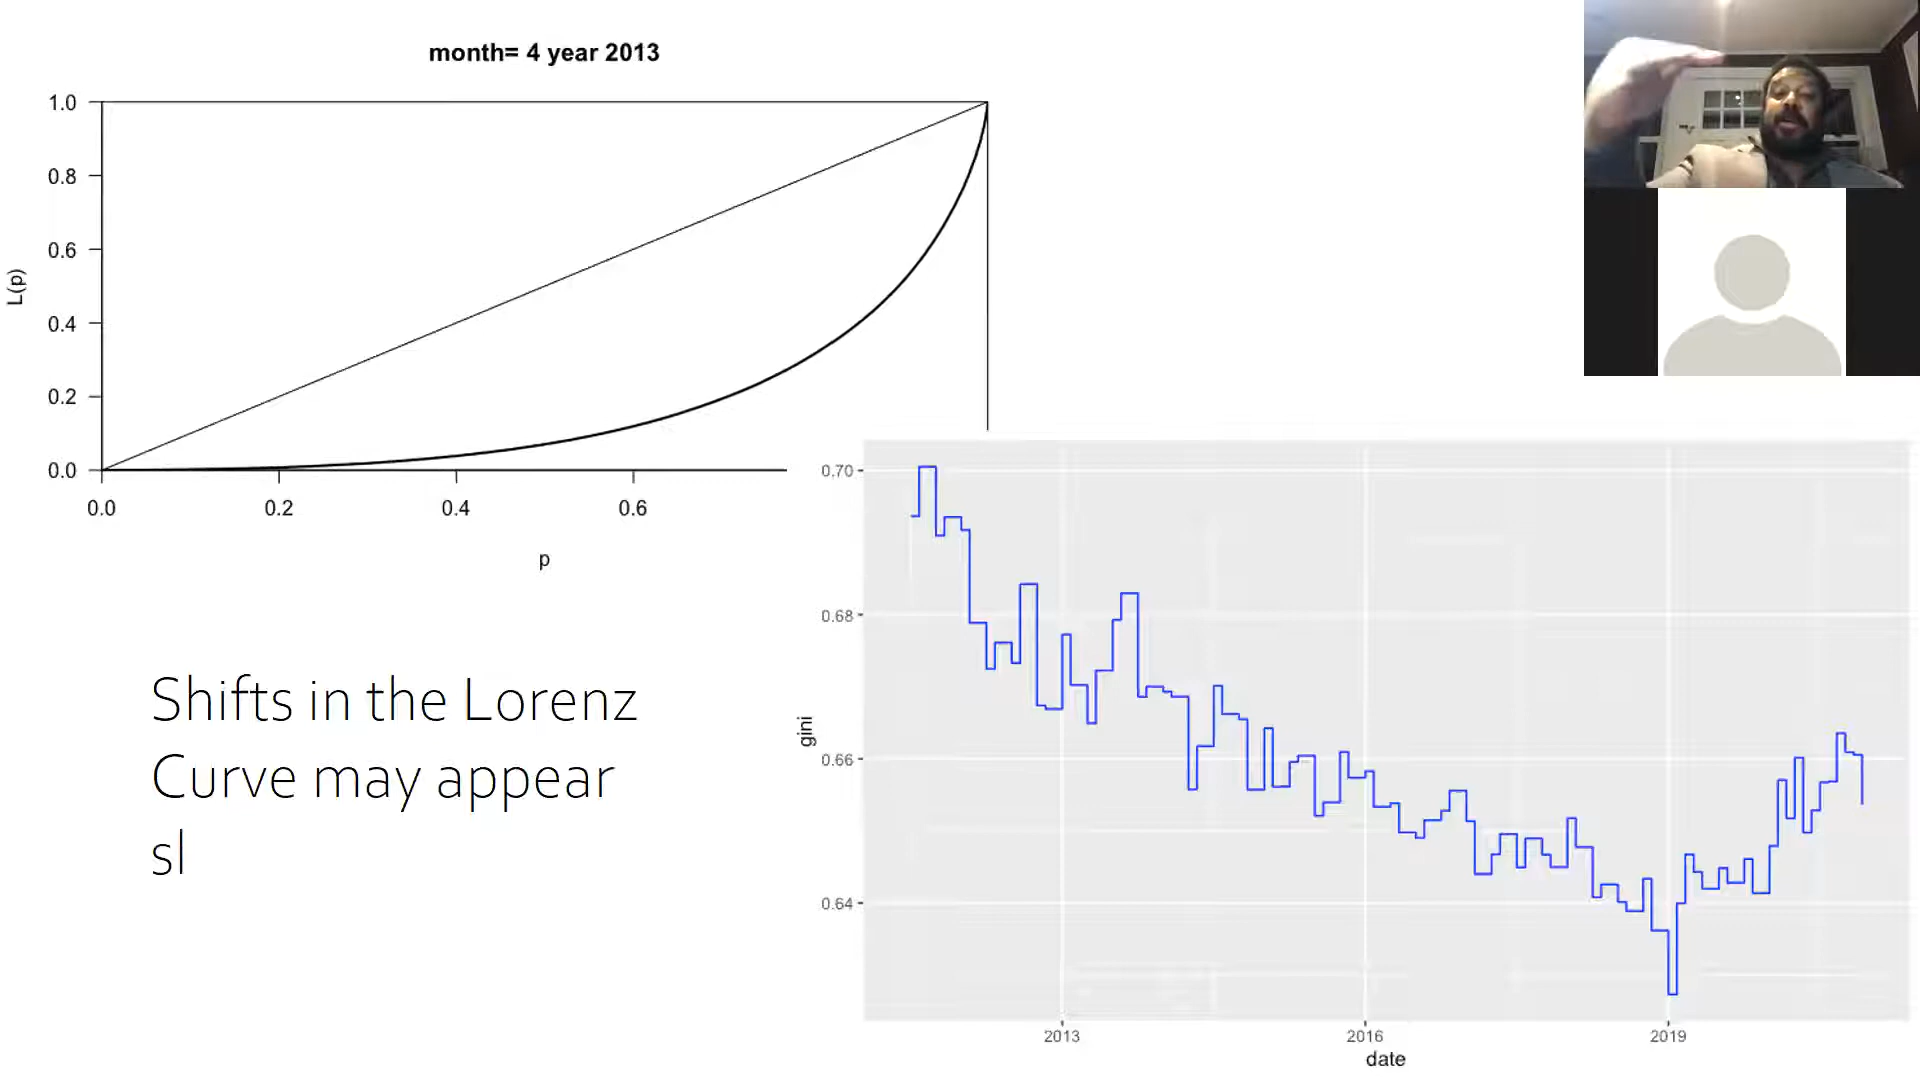 month= 4 year 2013
1.0
0.8
0.6
0.4
0.2
0.0
L(p)
0.0 0.2 0.4 0.6
p
Shifts in the Lorenz
Curve may appear
sl
0.70
0.68
0.66
0.64
gini
2013 2016 2019
date